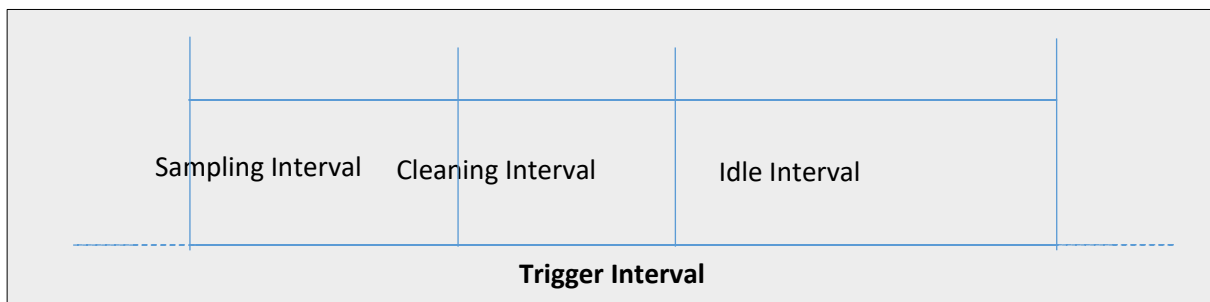 Sampling Interval Cleaning Interval Idle Interval
Trigger Interval